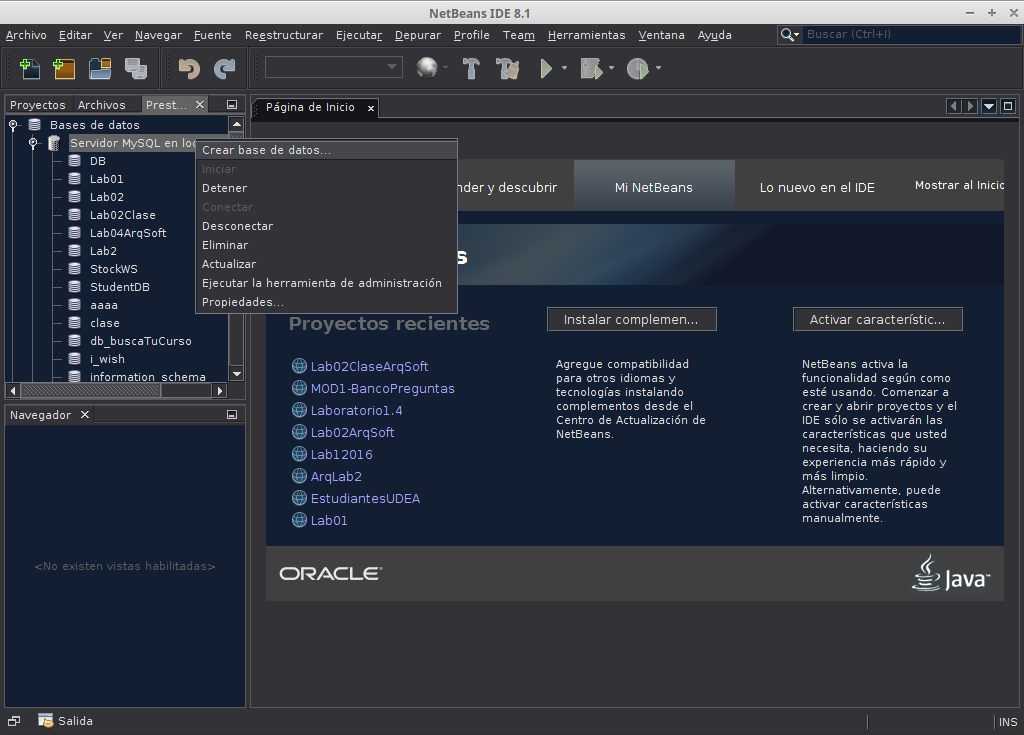 NetBeans IDE 8.1
Archivo Editar Ver Navegar Fuente Reestructurar Ejecutar Depurar Profile Team Herramientas Ventana Ayuda
Buscar (Ctrl+I)
Proyectos Archivos Prest...
Bases de datos
Servidor MySQL en loc
DB
Lab01
Lab02
Lab02Clase
Lab04ArqSoft
Lab2
StockWS
StudentDB
aaaa
clase
db_buscaTuCurso
i_wish
information_schema
Crear base de datos...
Iniciar
Detener
Conectar
Desconectar
Eliminar
Actualizar
Ejecutar la herramienta de administración
Propiedades...
Navegador
<No existen vistas habilitadas>
Página de Inicio
nder y descubrir
Mi NetBeans
Lo nuevo en el IDE
Mostrar al Inicio
s
Proyectos recientes
Lab02ClaseArqSoft
MOD1-BancoPreguntas
Laboratorio1.4
Lab02ArqSoft
Lab12016
ArqLab2
EstudiantesUDEA
Lab01
Instalar complemen...
Agregue compatibilidad
para otros idiomas y
tecnologías instalando
complementos desde el
Centro de Actualización de
NetBeans.
Activar característic...
NetBeans activa la
funcionalidad según como
esté usando. Comenzar a
crear y abrir proyectos y el
IDE sólo se activarán las
características que usted
necesita, haciendo su
experiencia más rápido y
más limpio.
Alternativamente, puede
activar características
manualmente.
ORACLE
Java
Salida
INS